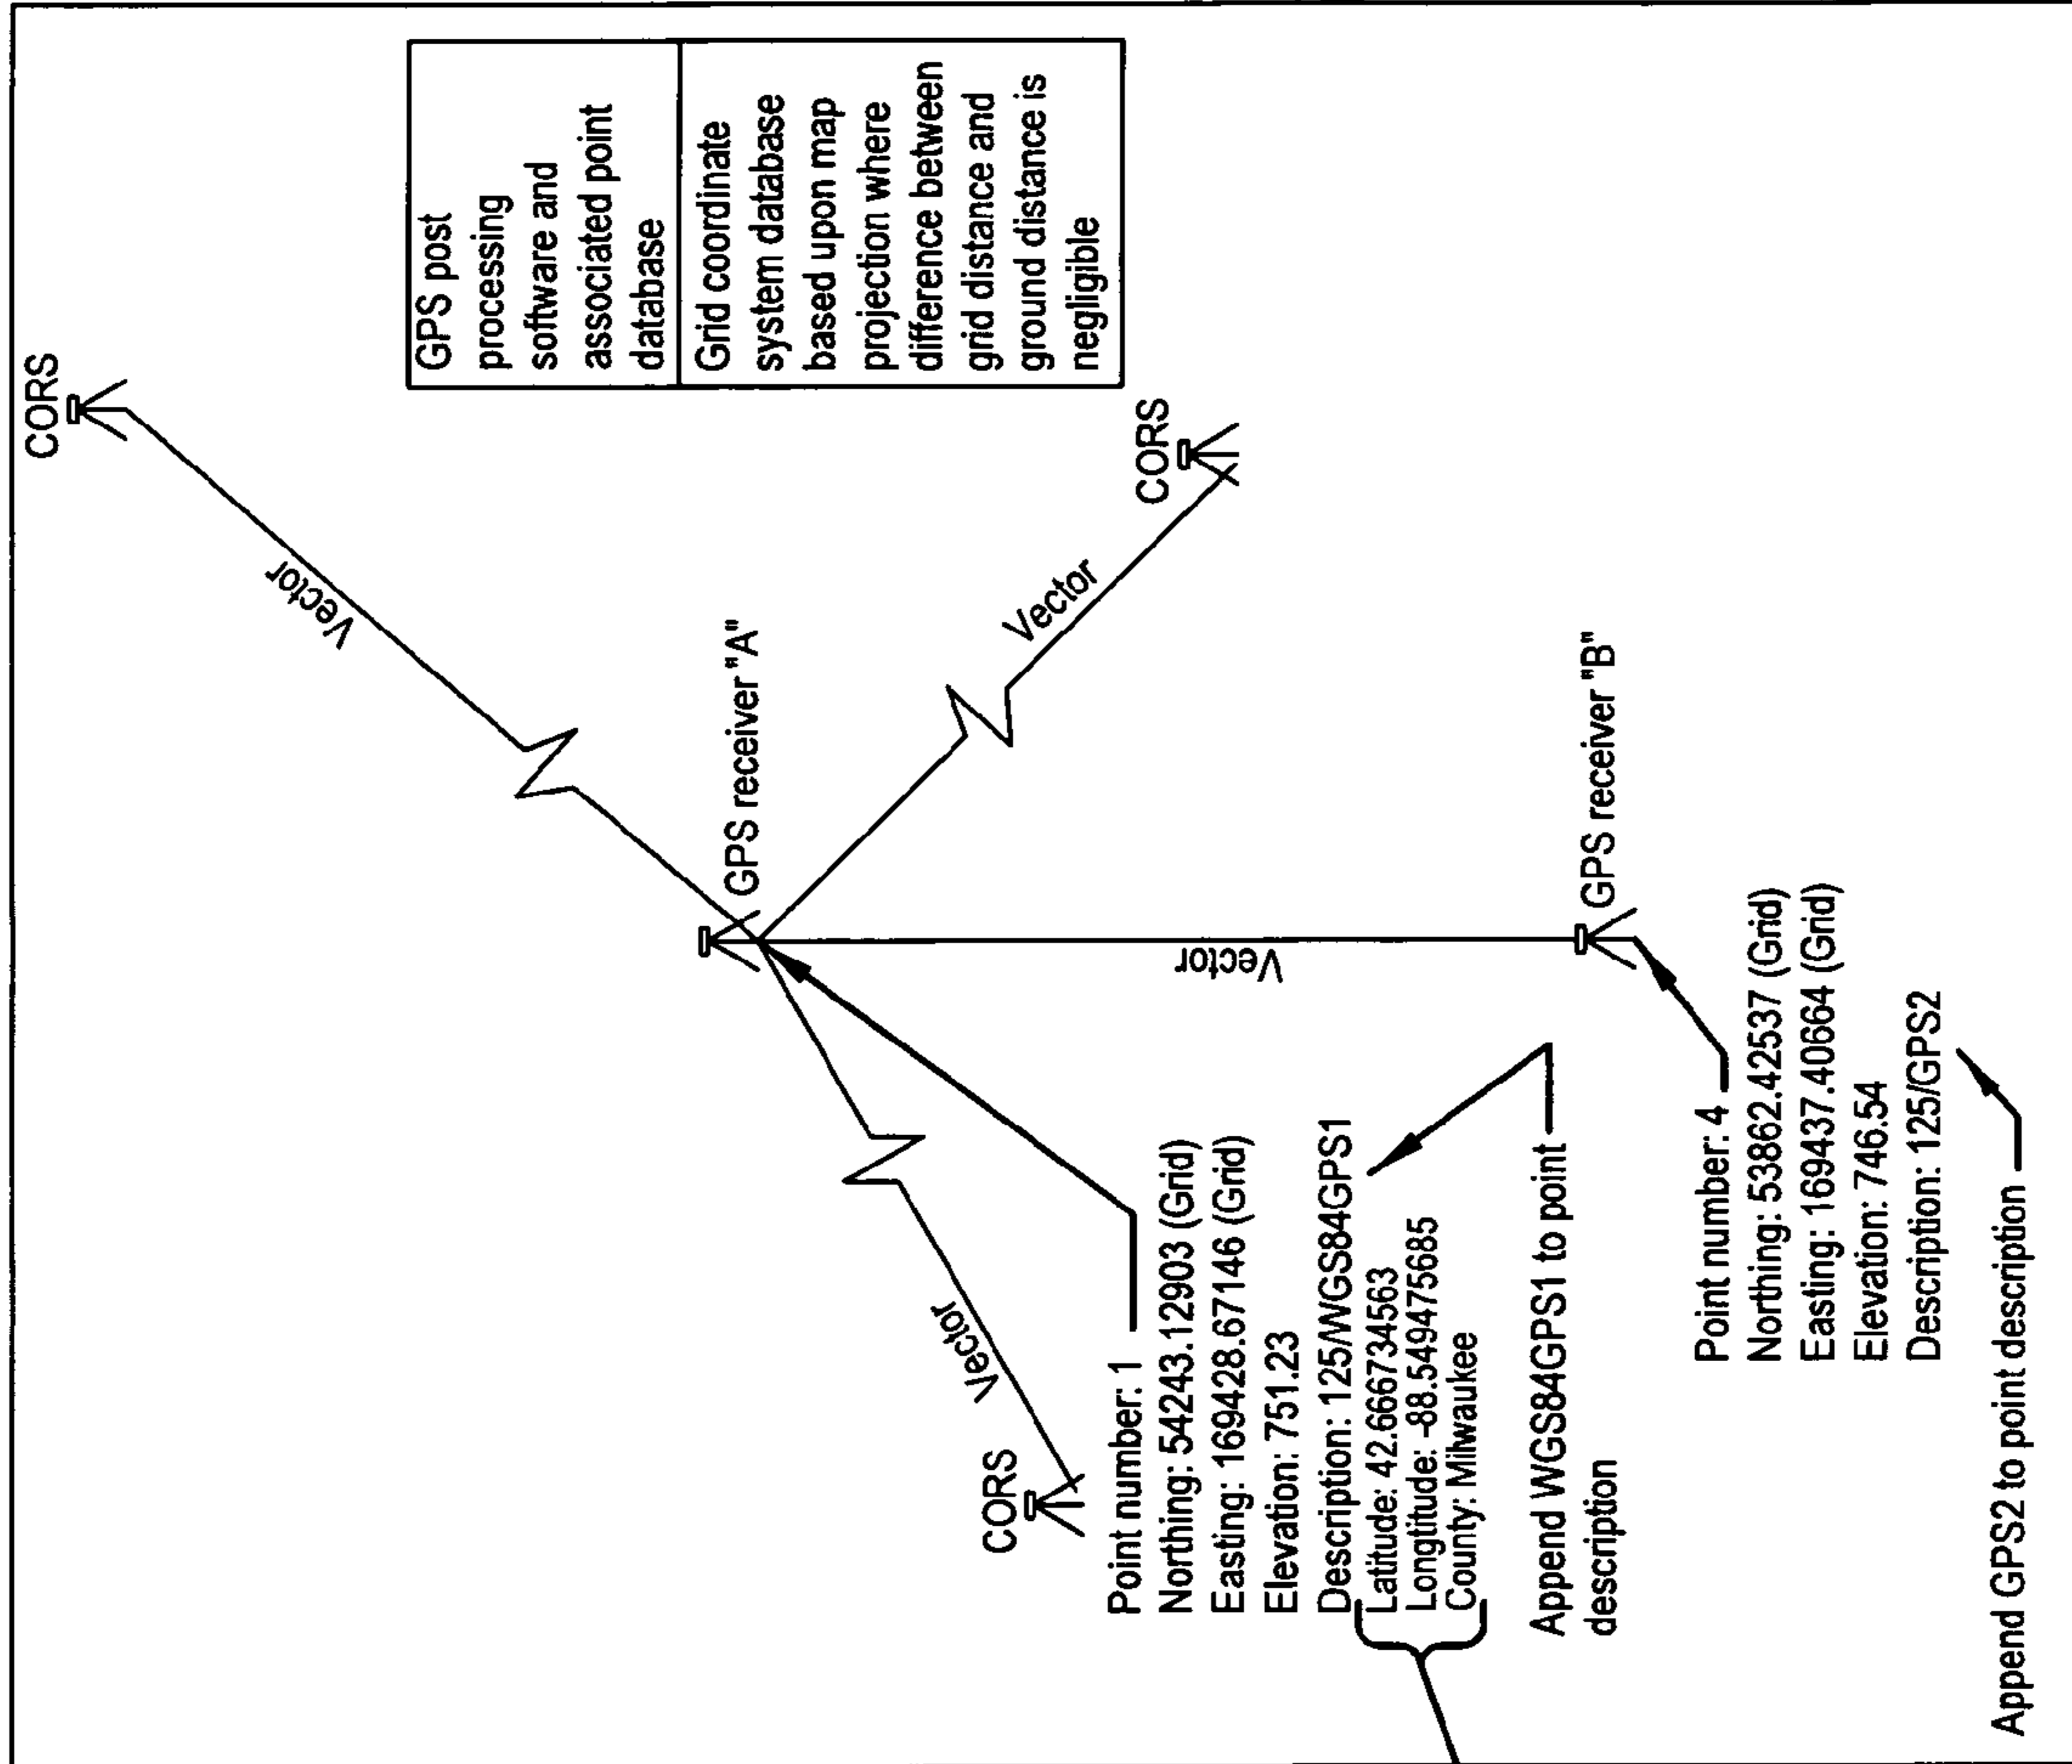 CORS
GPS post
processing
software and
associated point
database
Grid coordinate
system database
based upon map
projection where
difference between
grid distance and
ground distance is
negligible
Vector
CORS
Vector
GPS receiver "A"
Vector
GPS receiver "B"
Vector
CORS
Point number: 1
Northing: 54243.12903 (Grid)
Easting: 169428.67146 (Grid)
Elevation: 751.23
Description: 125/WGS84GPS1
Latitude: 42.666734563
Longtitude: -88.549475685
County: Milwaukee
Append WGS84GPS1 to point
description
Point number: 4
Northing: 53862.42537 (Grid)
Easting: 169437.40664 (Grid)
Elevation: 746.54
Description: 125/GPS2
Append GPS2 to point description